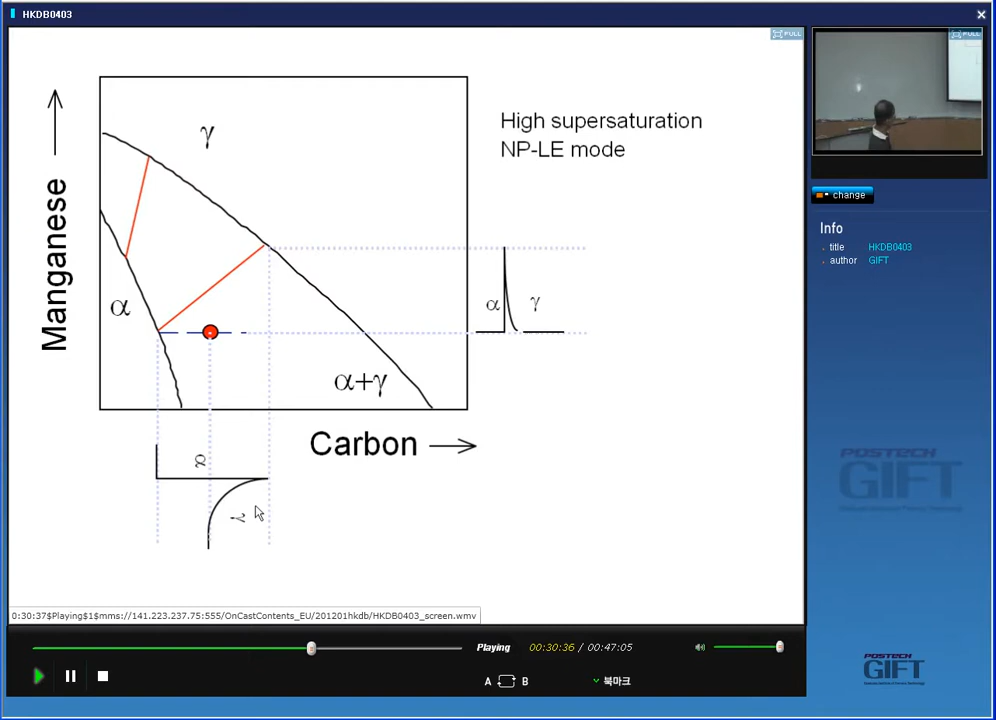 HKDB0403
FULL
FULL
High supersaturation
NP-LE mode
Manganese
γ
α
α+γ
α
γ
Carbon
α
γ
change
Info
title HKDB0403
author GIFT
POSTECH
GIFT
0:30:37$Playing$1$mms://141.223.237.75:555/OnCastContents_EU/201201hkdb/HKDB0403_screen.wmv
Playing 00:30:36 / 00:47:05
A B 북마크
POSTECH
GIFT